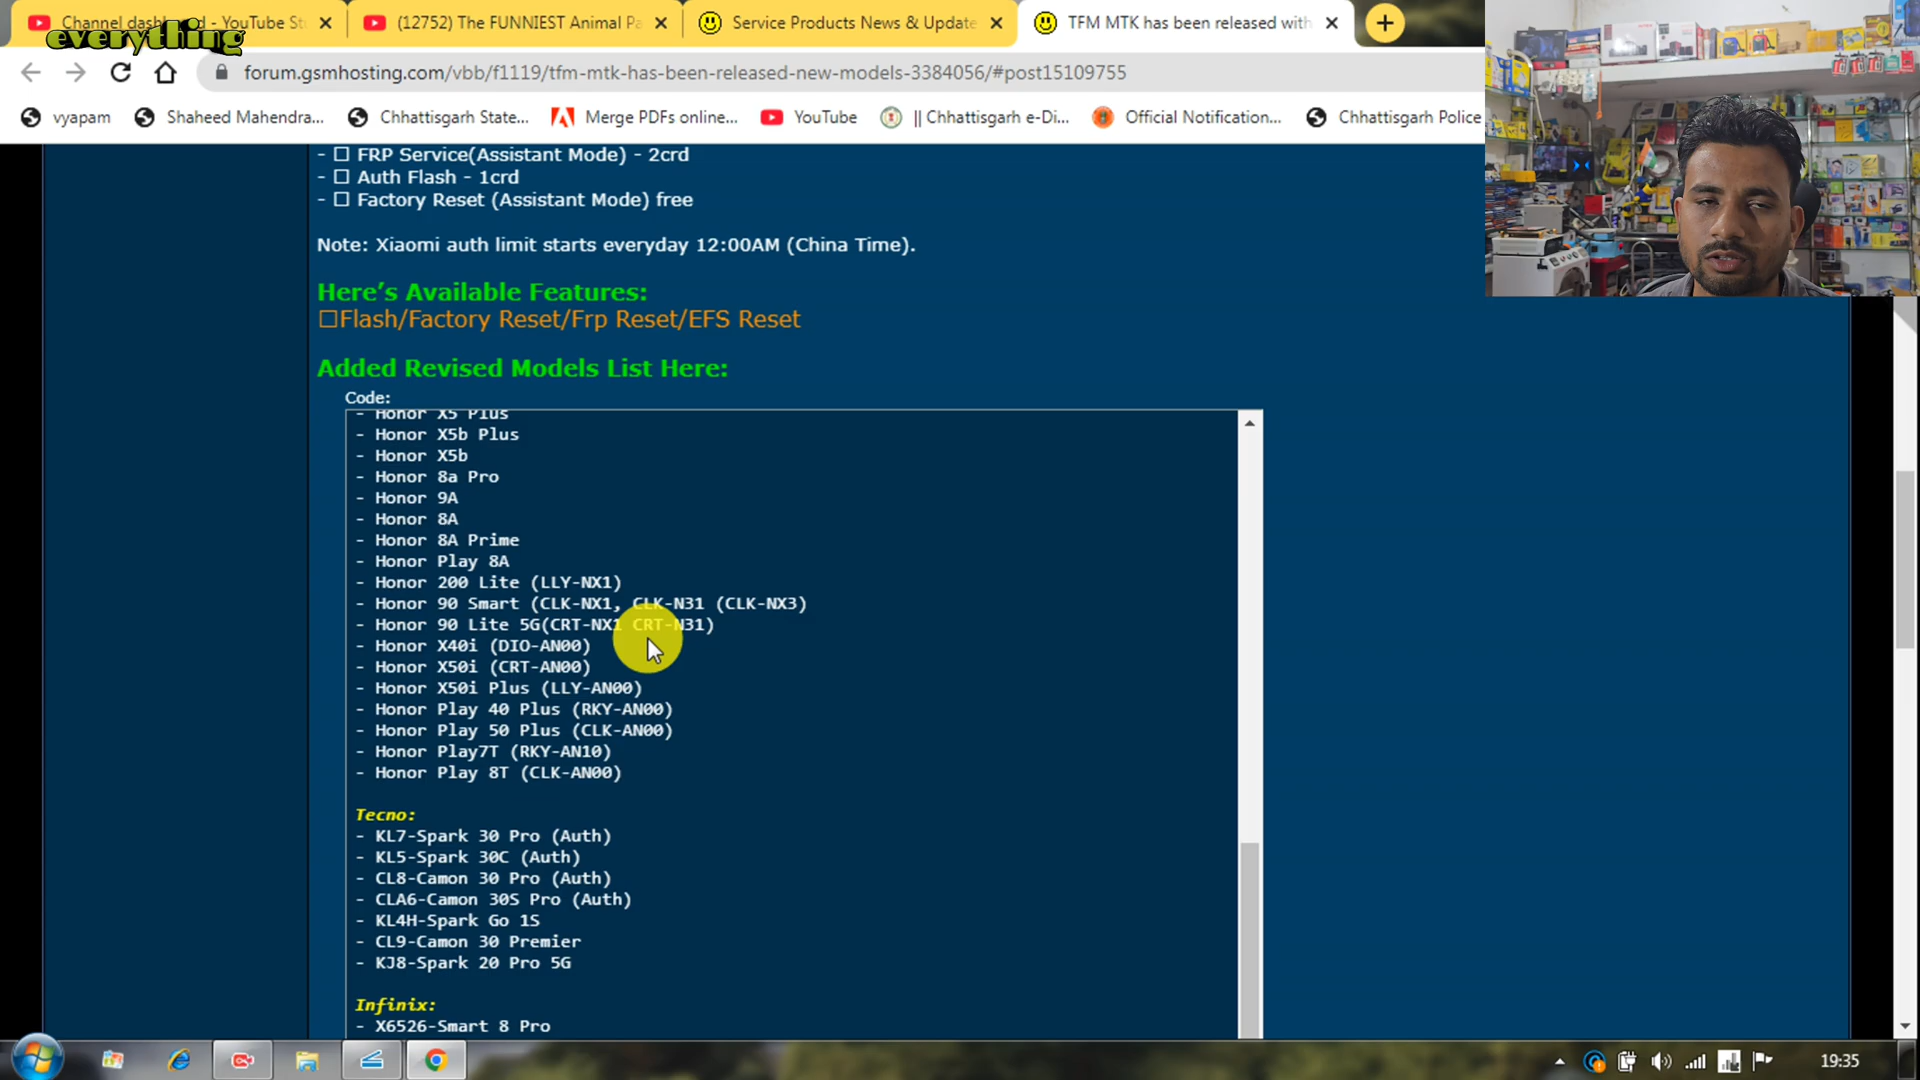 Channel dashb d - YouTube St
everything
(12752) The FUNNIEST Animal Pa
Service Products News & Update
TFM MTK has been released with
forum.gsmhosting.com/vbb/f1119/tfm-mtk-has-been-released-new-models-3384056/#post15109755
vyapam
Shaheed Mahendra...
Chhattisgarh State...
Merge PDFs online...
YouTube
|| Chhattisgarh e-Di...
Official Notification...
Chhattisgarh Police
- □ FRP Service(Assistant Mode) - 2crd
- □ Auth Flash - 1crd
- □ Factory Reset (Assistant Mode) free
Note: Xiaomi auth limit starts everyday 12:00AM (China Time).
Here’s Available Features:
□Flash/Factory Reset/Frp Reset/EFS Reset
Added Revised Models List Here:
Code:
- Honor X5 Plus
- Honor X5b Plus
- Honor X5b
- Honor 8a Pro
- Honor 9A
- Honor 8A
- Honor 8A Prime
- Honor Play 8A
- Honor 200 Lite (LLY-NX1)
- Honor 90 Smart (CLK-NX1, CLK-N31 (CLK-NX3)
- Honor 90 Lite 5G(CRT-NX1 CRT-N31)
- Honor X40i (DIO-AN00)
- Honor X50i (CRT-AN00)
- Honor X50i Plus (LLY-AN00)
- Honor Play 40 Plus (RKY-AN00)
- Honor Play 50 Plus (CLK-AN00)
- Honor Play7T (RKY-AN10)
- Honor Play 8T (CLK-AN00)
Tecno:
- KL7-Spark 30 Pro (Auth)
- KL5-Spark 30C (Auth)
- CL8-Camon 30 Pro (Auth)
- CLA6-Camon 30S Pro (Auth)
- KL4H-Spark Go 1S
- CL9-Camon 30 Premier
- KJ8-Spark 20 Pro 5G
Infinix:
- X6526-Smart 8 Pro
19:35